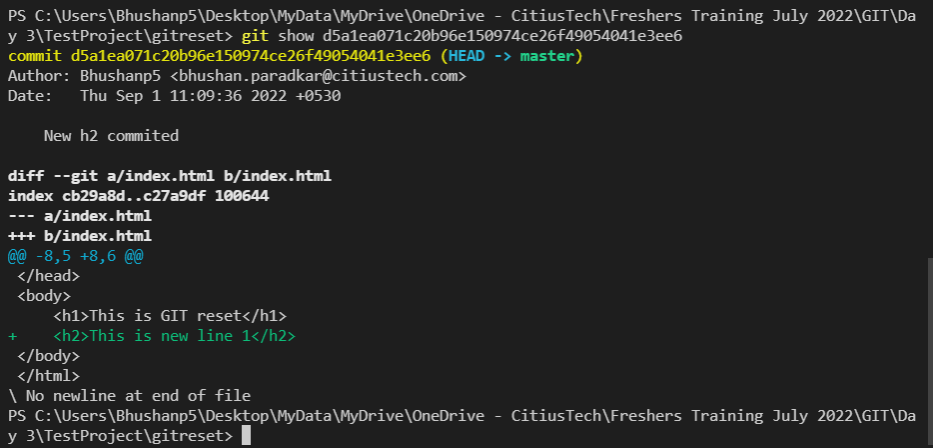 PS C:\Users\Bhushanp5\Desktop\MyData\MyDrive\OneDrive - CitiusTech\Freshers Training July 2022\GIT\Da
y 3\TestProject\gitreset> git show d5a1ea071c20b96e150974ce26f49054041e3ee6
commit d5a1ea071c20b96e150974ce26f49054041e3ee6 (HEAD -> master)
Author: Bhushanp5 <bhushan.paradkar@citiustech.com>
Date:   Thu Sep 1 11:09:36 2022 +0530

    New h2 commited

diff --git a/index.html b/index.html
index cb29a8d..c27a9df 100644
--- a/index.html
+++ b/index.html
@@ -8,5 +8,6 @@
 </head>
 <body>
     <h1>This is GIT reset</h1>
+    <h2>This is new line 1</h2>
 </body>
 </html>
\ No newline at end of file
PS C:\Users\Bhushanp5\Desktop\MyData\MyDrive\OneDrive - CitiusTech\Freshers Training July 2022\GIT\Da
y 3\TestProject\gitreset>